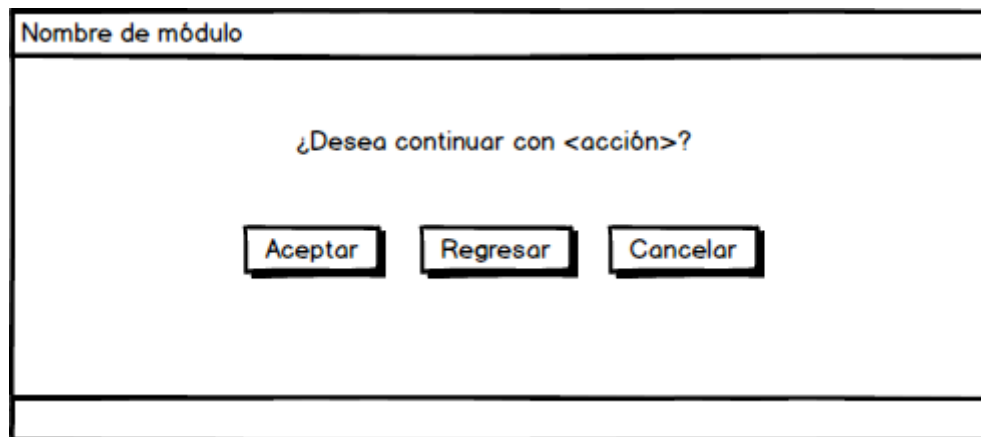 Nombre de módulo
¿Desea continuar con <acción>?
Aceptar Regresar Cancelar